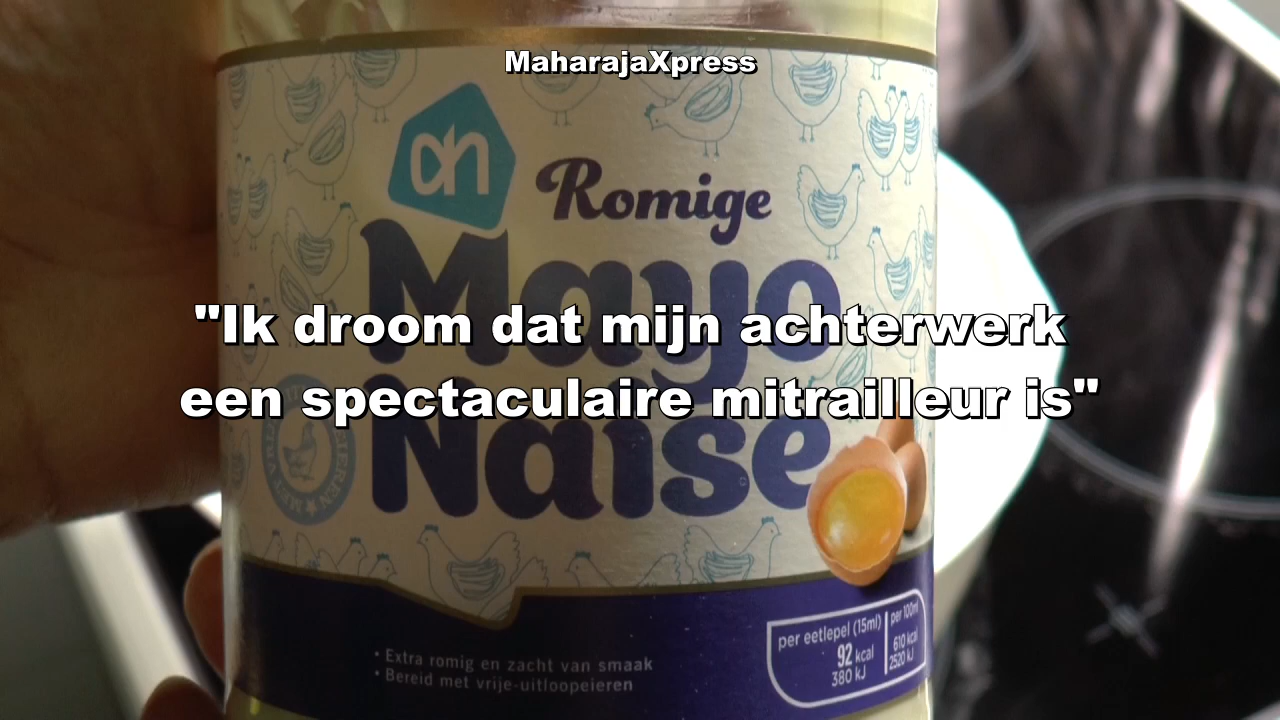 MaharajaXpress
ah
Romige
Mayo
"Ik droom dat mijn achterwerk
een spectaculaire mitrailleur is"
Naise
per eetlepel (15ml)
92 kcal
380 kJ
per 100ml
610 kcal
2520 kJ
• Extra romig en zacht van smaak
• Bereid met vrije-uitloopeieren